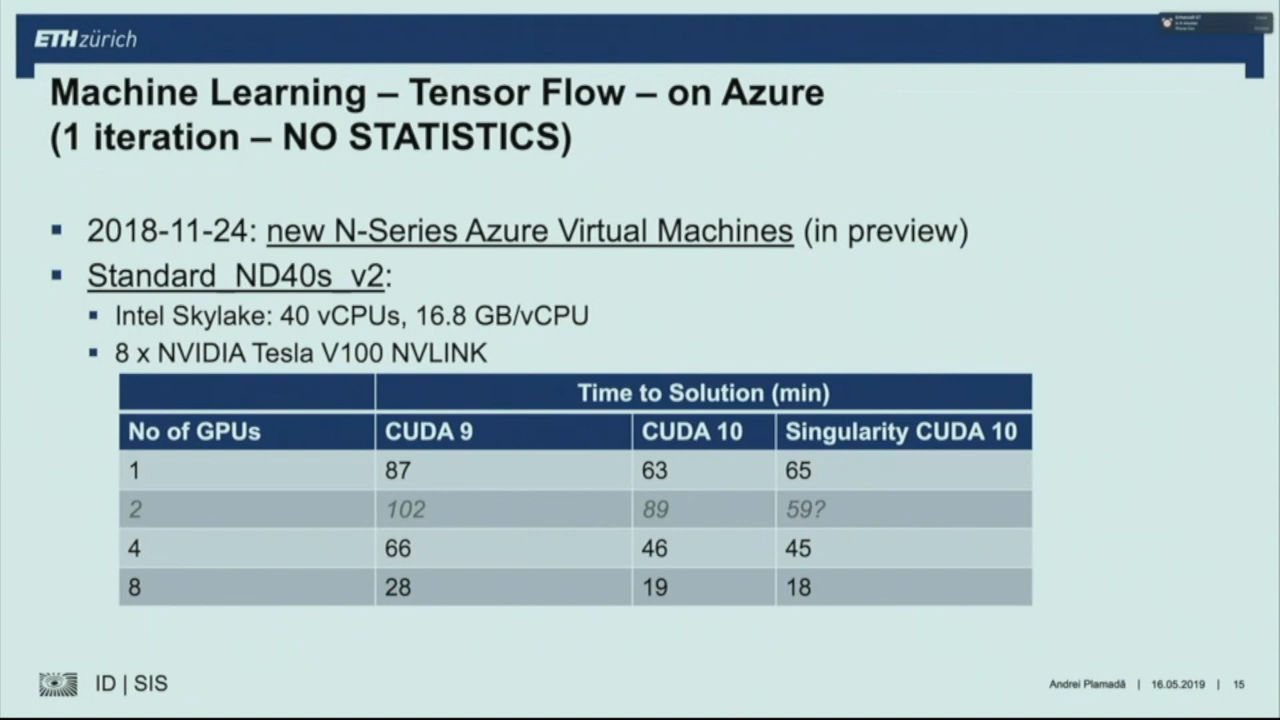 ETH zürich
Machine Learning – Tensor Flow – on Azure
(1 iteration – NO STATISTICS)
2018-11-24: new N-Series Azure Virtual Machines (in preview)
Standard_ND40s_v2:
Intel Skylake: 40 vCPUs, 16.8 GB/vCPU
8 x NVIDIA Tesla V100 NVLINK
Time to Solution (min)
No of GPUs CUDA 9 CUDA 10 Singularity CUDA 10
1 87 63 65
2 102 89 59?
4 66 46 45
8 28 19 18
ID | SIS
Andrei Plamadă | 16.05.2019 | 15